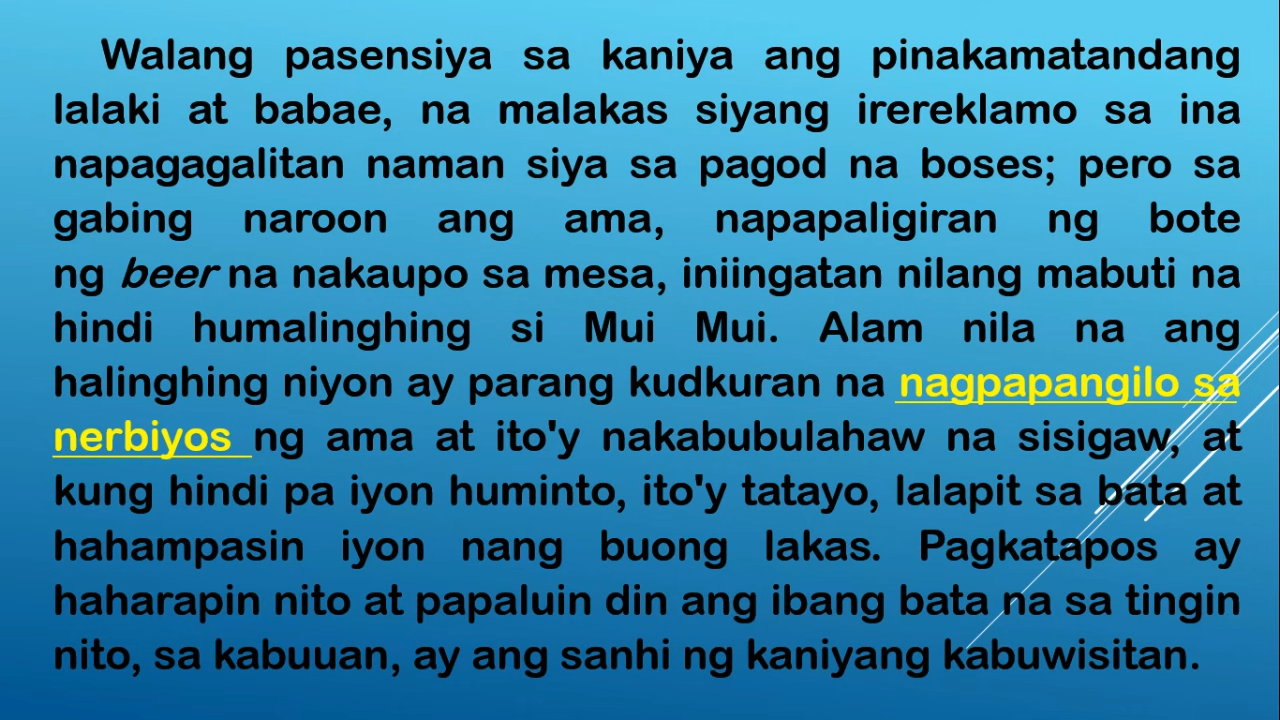 Walang pasensiya sa kaniya ang pinakamatandang
lalaki at babae, na malakas siyang irereklamo sa ina
napagagalitan naman siya sa pagod na boses; pero sa
gabing naroon ang ama, napapaligiran ng bote
ng beer na nakaupo sa mesa, iniingatan nilang mabuti na
hindi humalinghing si Mui Mui. Alam nila na ang
halinghing niyon ay parang kudkuran na nagpapangilo sa
nerbiyos ng ama at ito'y nakabubulahaw na sisigaw, at
kung hindi pa iyon huminto, ito'y tatayo, lalapit sa bata at
hahampasin iyon nang buong lakas. Pagkatapos ay
haharapin nito at papaluin din ang ibang bata na sa tingin
nito, sa kabuuan, ay ang sanhi ng kaniyang kabuwisitan.